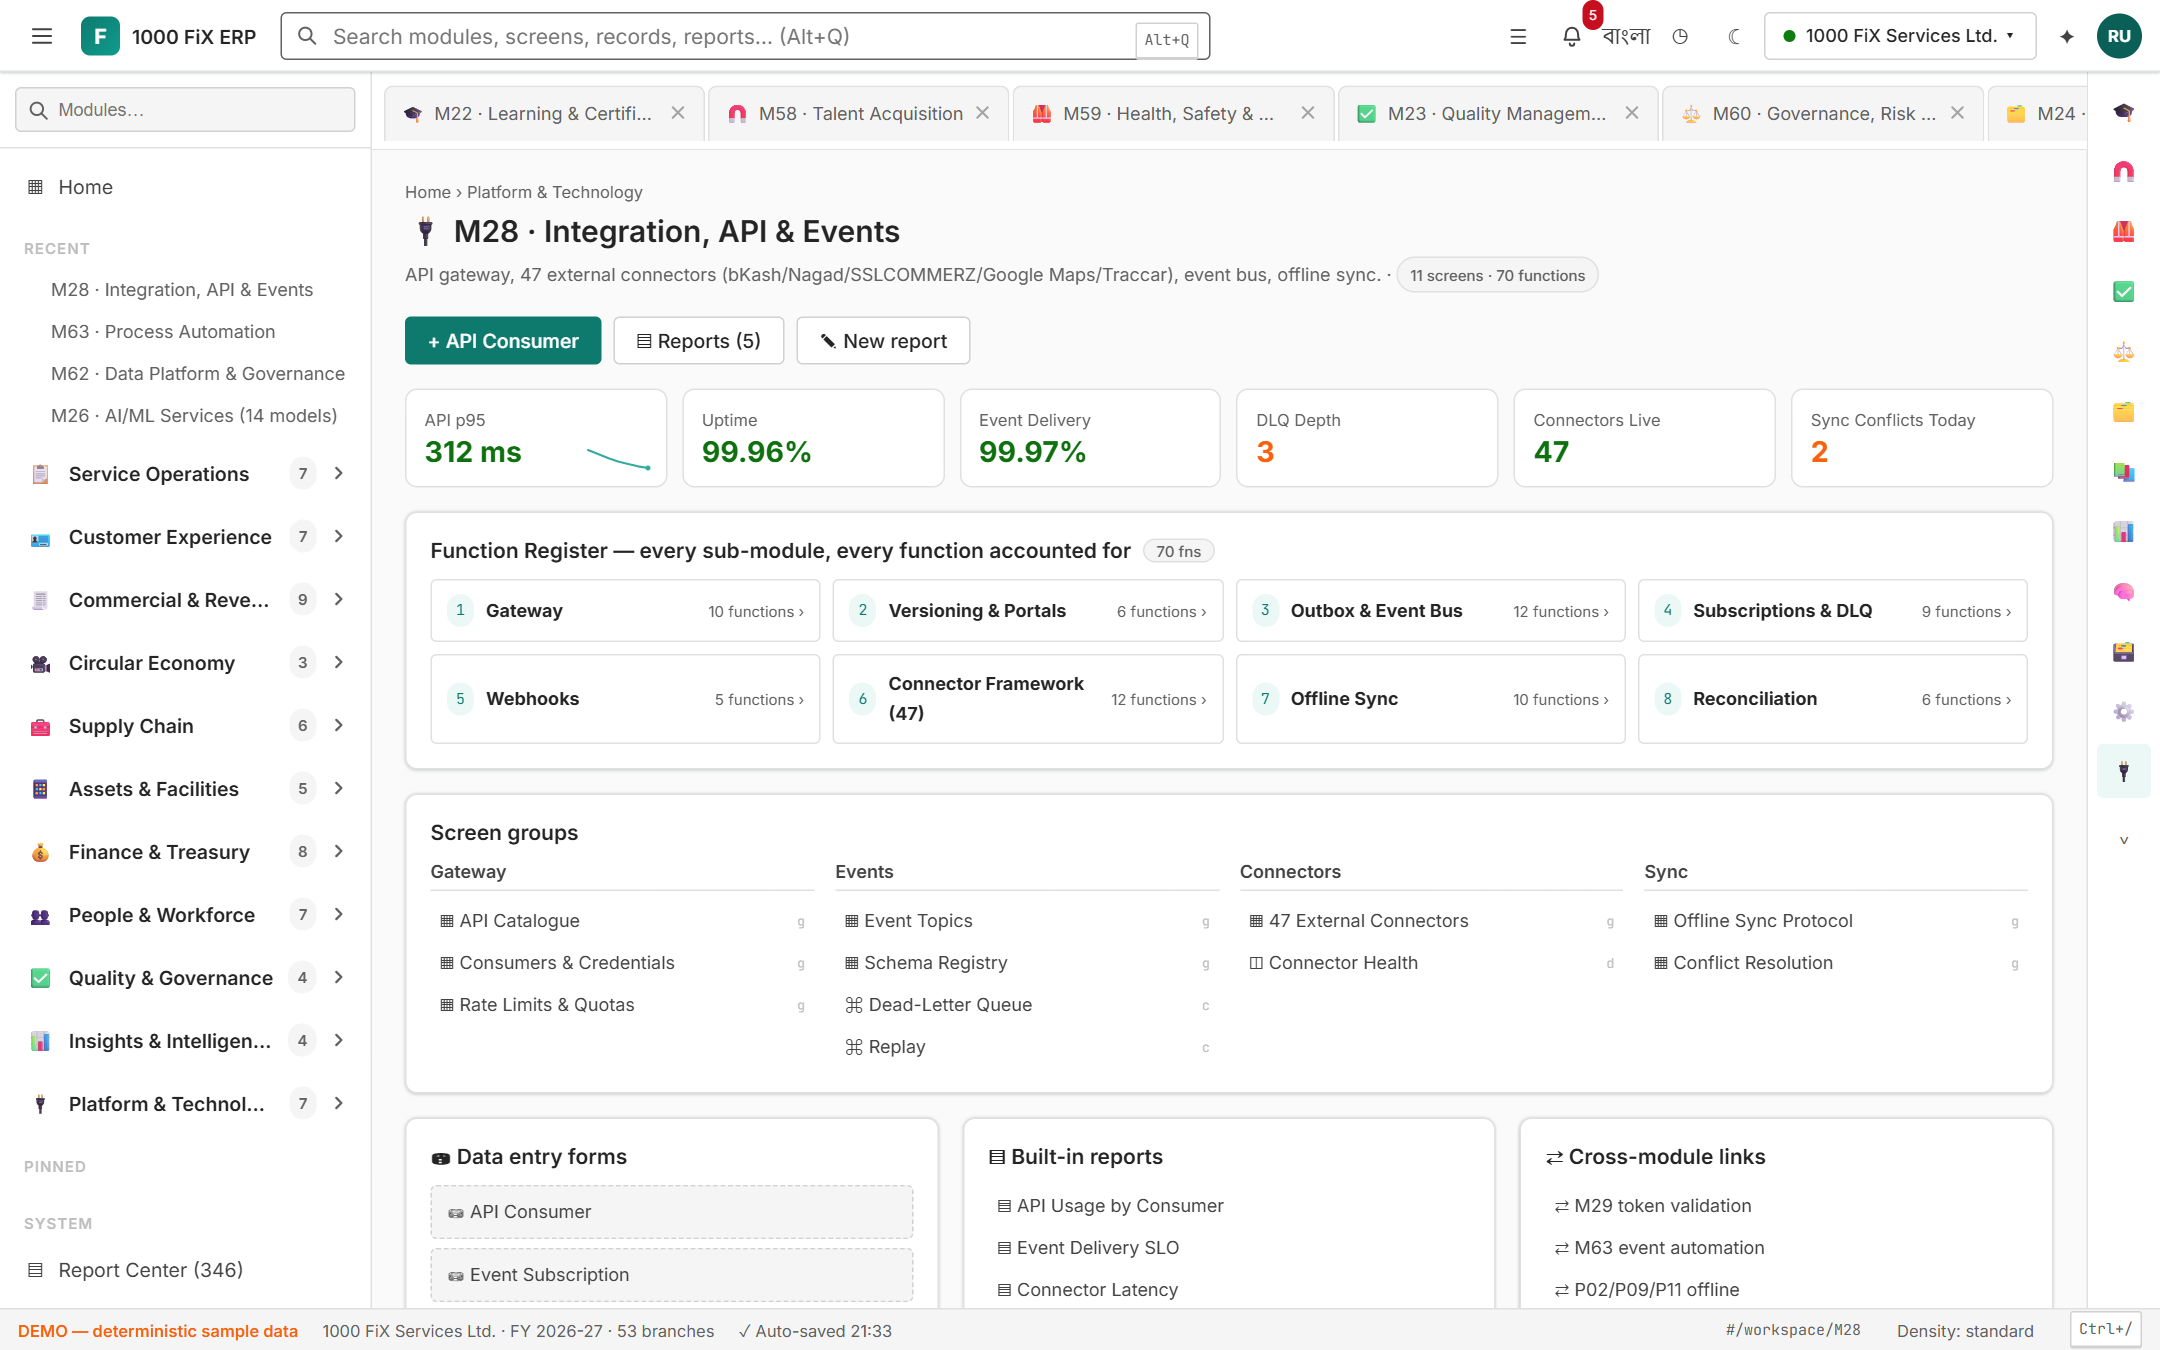 F 1000 FiX ERP
Search modules, screens, records, reports... (Alt+Q) Alt+Q
5
বাংলা
1000 FiX Services Ltd. ▾
RU
Modules...
Home
RECENT
M28 · Integration, API & Events
M63 · Process Automation
M62 · Data Platform & Governance
M26 · AI/ML Services (14 models)
Service Operations 7
Customer Experience 7
Commercial & Reve... 9
Circular Economy 3
Supply Chain 6
Assets & Facilities 5
Finance & Treasury 8
People & Workforce 7
Quality & Governance 4
Insights & Intelligen... 4
Platform & Technol... 7
PINNED
SYSTEM
Report Center (346)
M22 · Learning & Certifi... ✕
M58 · Talent Acquisition ✕
M59 · Health, Safety & ... ✕
M23 · Quality Managem... ✕
M60 · Governance, Risk ... ✕
M24 ·
Home › Platform & Technology
M28 · Integration, API & Events
API gateway, 47 external connectors (bKash/Nagad/SSLCOMMERZ/Google Maps/Traccar), event bus, offline sync. · 11 screens · 70 functions
+ API Consumer
Reports (5)
New report
API p95
312 ms
Uptime
99.96%
Event Delivery
99.97%
DLQ Depth
3
Connectors Live
47
Sync Conflicts Today
2
Function Register — every sub-module, every function accounted for 70 fns
1 Gateway 10 functions ›
2 Versioning & Portals 6 functions ›
3 Outbox & Event Bus 12 functions ›
4 Subscriptions & DLQ 9 functions ›
5 Webhooks 5 functions ›
6 Connector Framework (47) 12 functions ›
7 Offline Sync 10 functions ›
8 Reconciliation 6 functions ›
Screen groups
Gateway
API Catalogue g
Consumers & Credentials g
Rate Limits & Quotas g
Events
Event Topics g
Schema Registry g
Dead-Letter Queue c
Replay c
Connectors
47 External Connectors g
Connector Health d
Sync
Offline Sync Protocol g
Conflict Resolution g
Data entry forms
API Consumer
Event Subscription
Built-in reports
API Usage by Consumer
Event Delivery SLO
Connector Latency
Cross-module links
⇄ M29 token validation
⇄ M63 event automation
⇄ P02/P09/P11 offline
DEMO — deterministic sample data
1000 FiX Services Ltd. · FY 2026-27 · 53 branches
✓ Auto-saved 21:33
#/workspace/M28
Density: standard
Ctrl+/